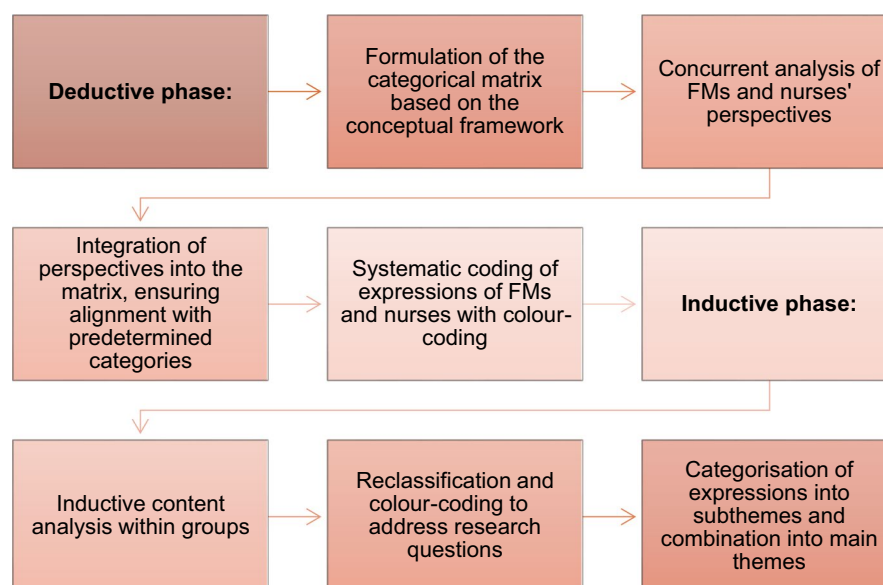 Deductive phase:
Formulation of the
categorical matrix
based on the
conceptual framework
Concurrent analysis of
FMs and nurses'
perspectives
Integration of
perspectives into the
matrix, ensuring
alignment with
predetermined
categories
Systematic coding of
expressions of FMs
and nurses with colour-
coding
Inductive phase:
Inductive content
analysis within groups
Reclassification and
colour-coding to
address research
questions
Categorisation of
expressions into
subthemes and
combination into main
themes